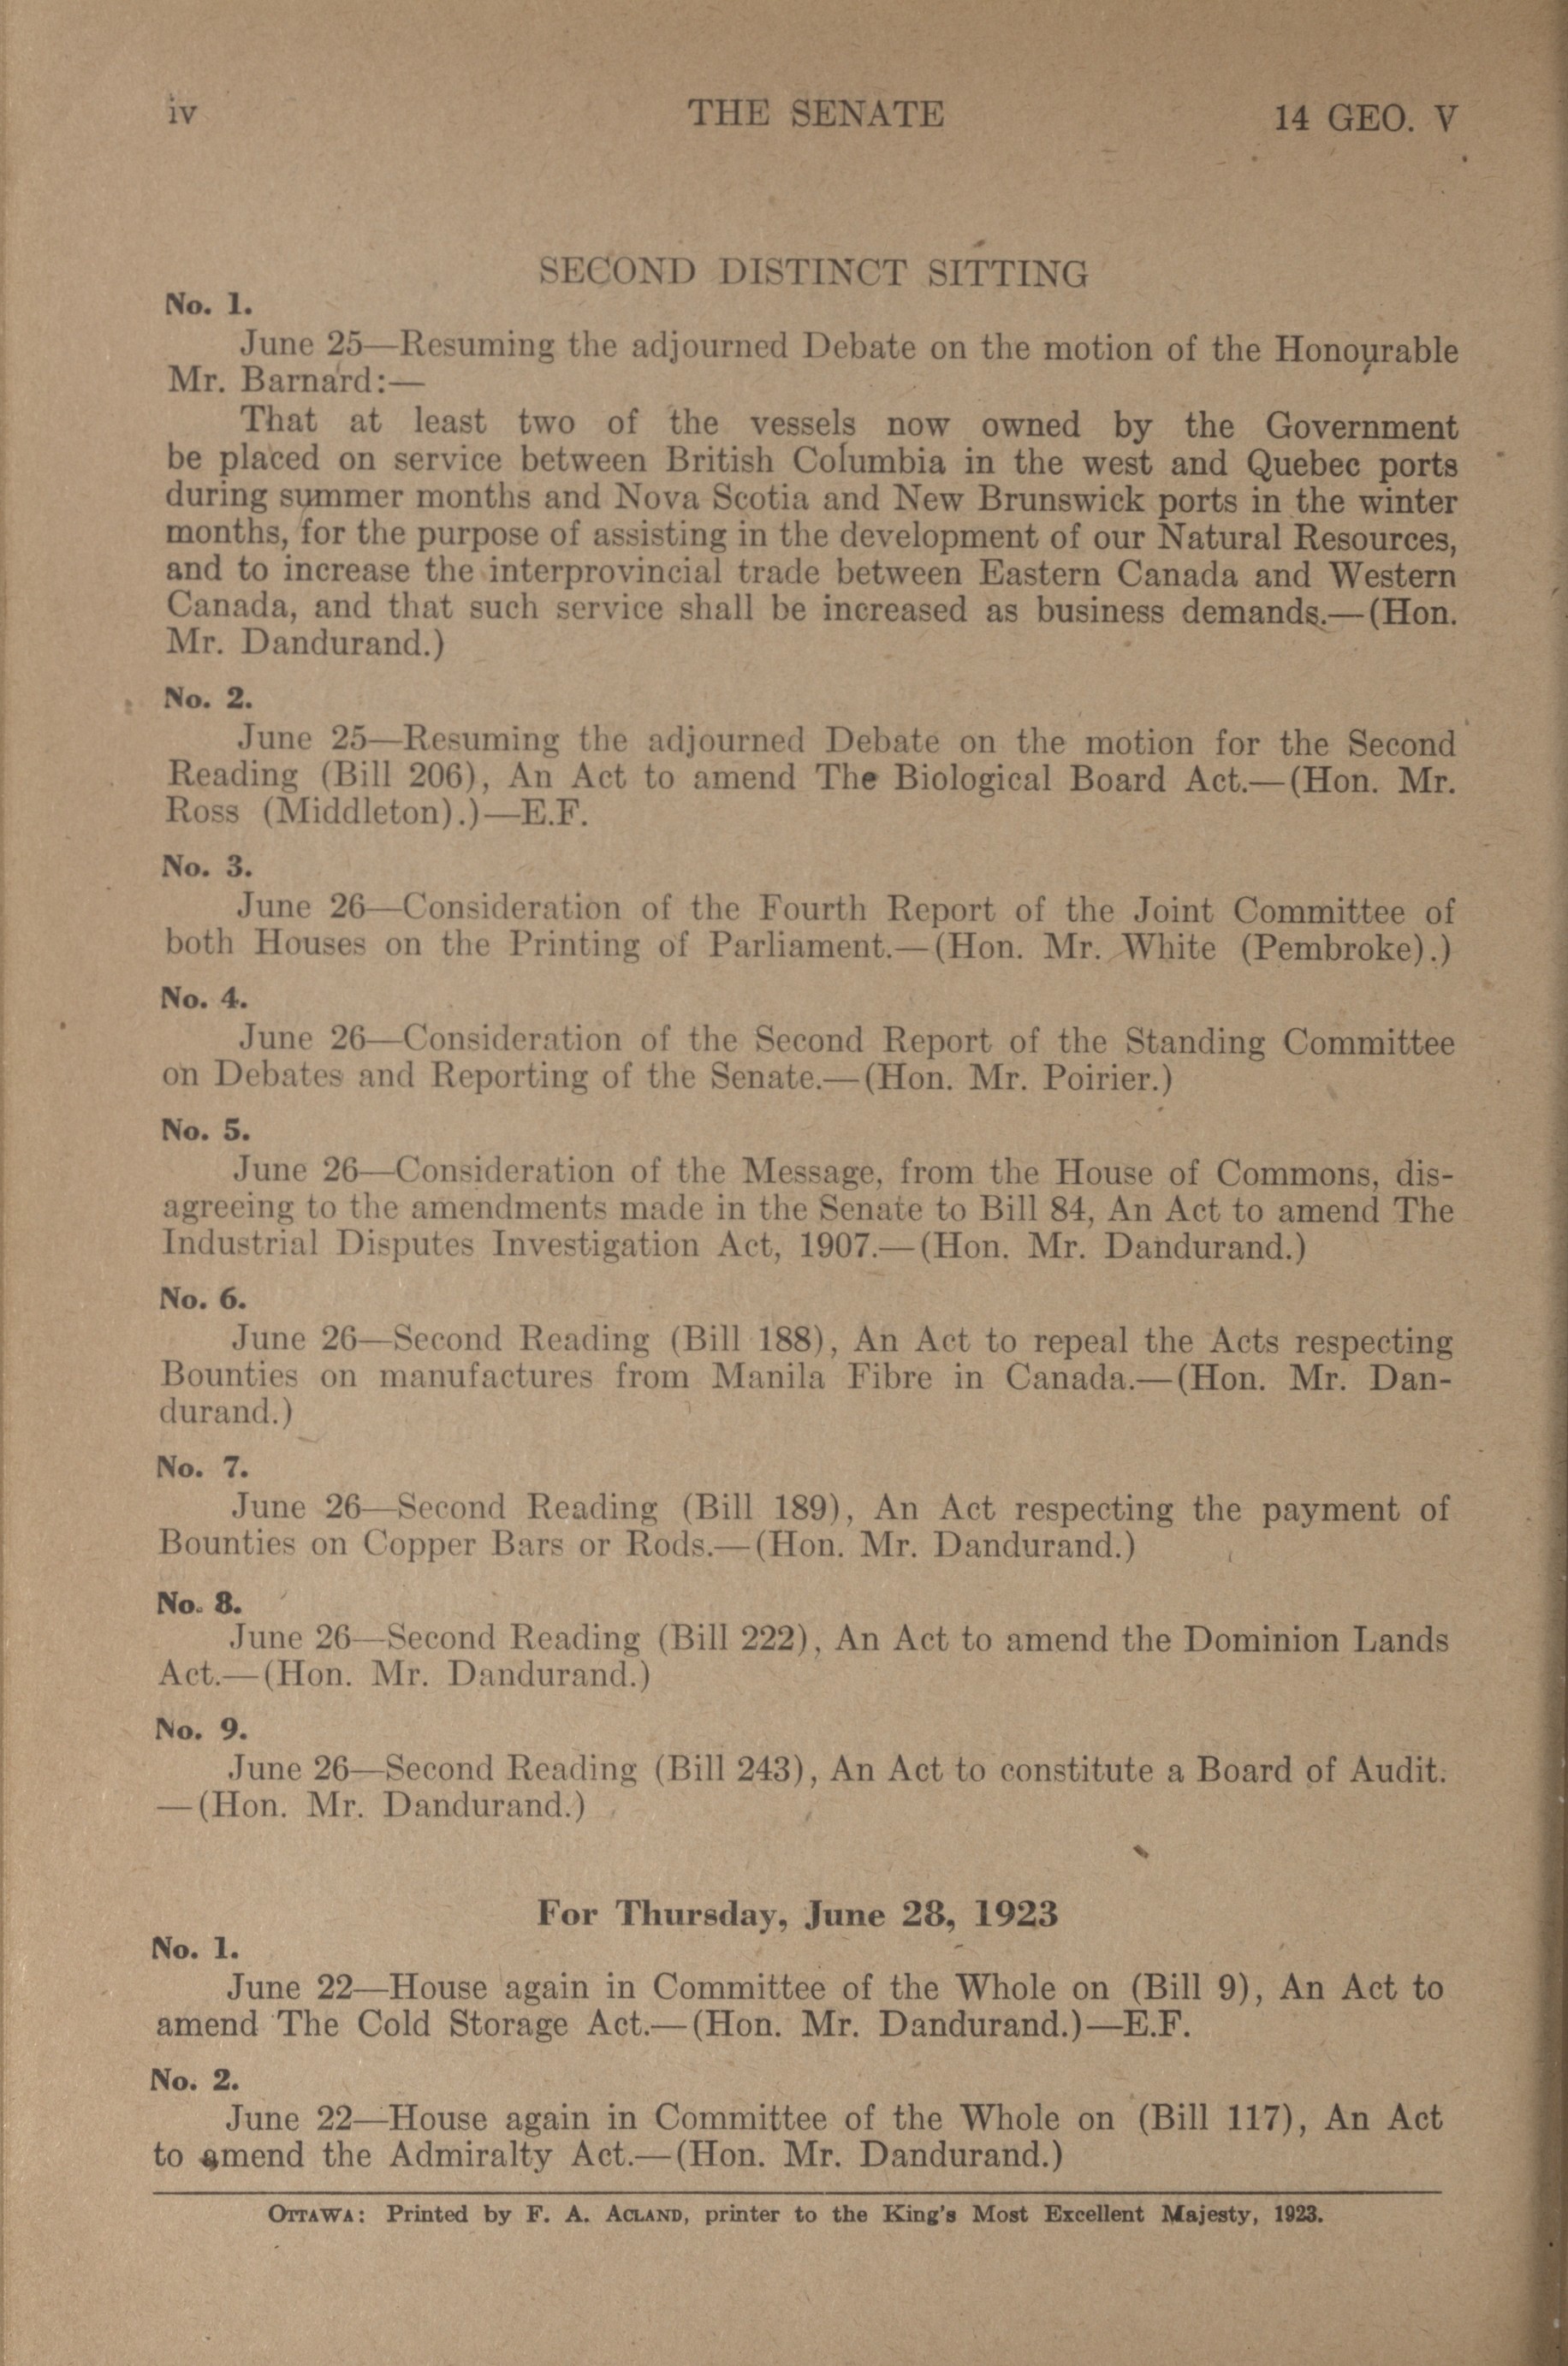 iv THE SENATE 14 GEO. V
SECOND DISTINCT SITTING
No. 1.
June 25—Resuming the adjourned Debate on the motion of the Honourable
Mr. Barnard:—
That at least two of the vessels now owned by the Government
be placed on service between British Columbia in the west and Quebec ports
during summer months and Nova Scotia and New Brunswick ports in the winter
months, for the purpose of assisting in the development of our Natural Resources,
and to increase the interprovincial trade between Eastern Canada and Western
Canada, and that such service shall be increased as business demands.—(Hon.
Mr. Dandurand.)
No. 2.
June 25—Resuming the adjourned Debate on the motion for the Second
Reading (Bill 206), An Act to amend The Biological Board Act.—(Hon. Mr.
Ross (Middleton).)—E.F.
No. 3.
June 26—Consideration of the Fourth Report of the Joint Committee of
both Houses on the Printing of Parliament.—(Hon. Mr. White (Pembroke).)
No. 4.
June 26—Consideration of the Second Report of the Standing Committee
on Debates and Reporting of the Senate.—(Hon. Mr. Poirier.)
No. 5.
June 26—Consideration of the Message, from the House of Commons, dis-
agreeing to the amendments made in the Senate to Bill 84, An Act to amend The
Industrial Disputes Investigation Act, 1907.—(Hon. Mr. Dandurand.)
No. 6.
June 26—Second Reading (Bill 188), An Act to repeal the Acts respecting
Bounties on manufactures from Manila Fibre in Canada.—(Hon. Mr. Dan-
durand.)
No. 7.
June 26—Second Reading (Bill 189), An Act respecting the payment of
Bounties on Copper Bars or Rods.—(Hon. Mr. Dandurand.)
No. 8.
June 26—Second Reading (Bill 222), An Act to amend the Dominion Lands
Act.—(Hon. Mr. Dandurand.)
No. 9.
June 26—Second Reading (Bill 243), An Act to constitute a Board of Audit.
—(Hon. Mr. Dandurand.)
For Thursday, June 28, 1923
No. 1.
June 22—House again in Committee of the Whole on (Bill 9), An Act to
amend The Cold Storage Act.—(Hon. Mr. Dandurand.)—E.F.
No. 2.
June 22—House again in Committee of the Whole on (Bill 117), An Act
to amend the Admiralty Act.—(Hon. Mr. Dandurand.)
OTTAWA: Printed by F. A. ACLAND, printer to the King's Most Excellent Majesty, 1923.